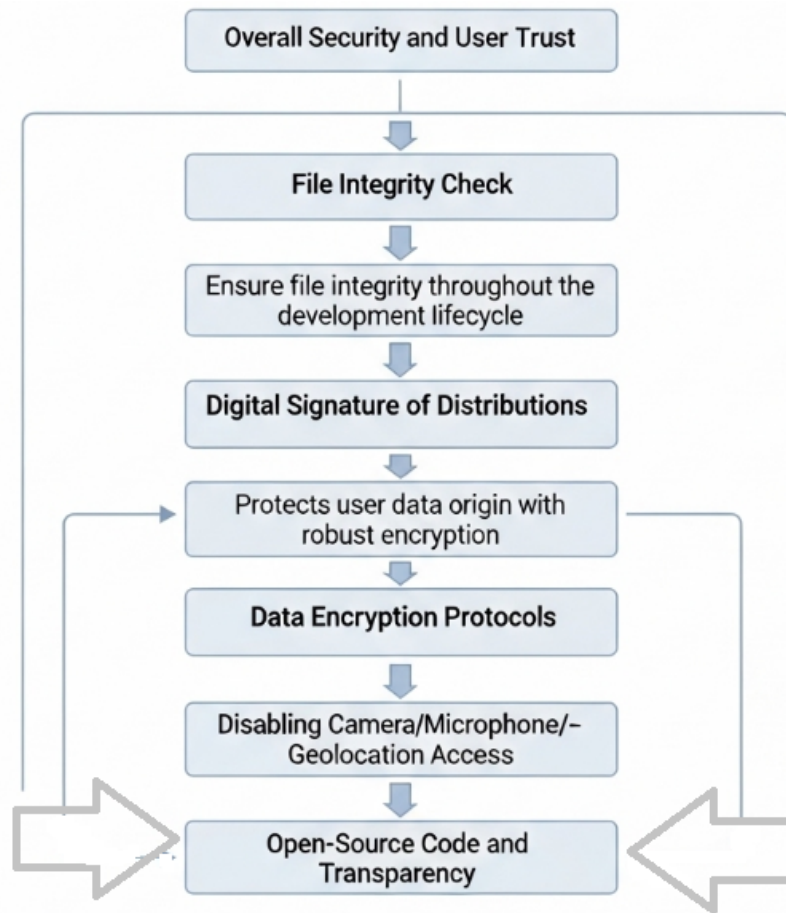 Overall Security and User Trust
File Integrity Check
Ensure file integrity throughout the
development lifecycle
Digital Signature of Distributions
Protects user data origin with
robust encryption
Data Encryption Protocols
Disabling Camera/Microphone/–
Geolocation Access
Open-Source Code and
Transparency